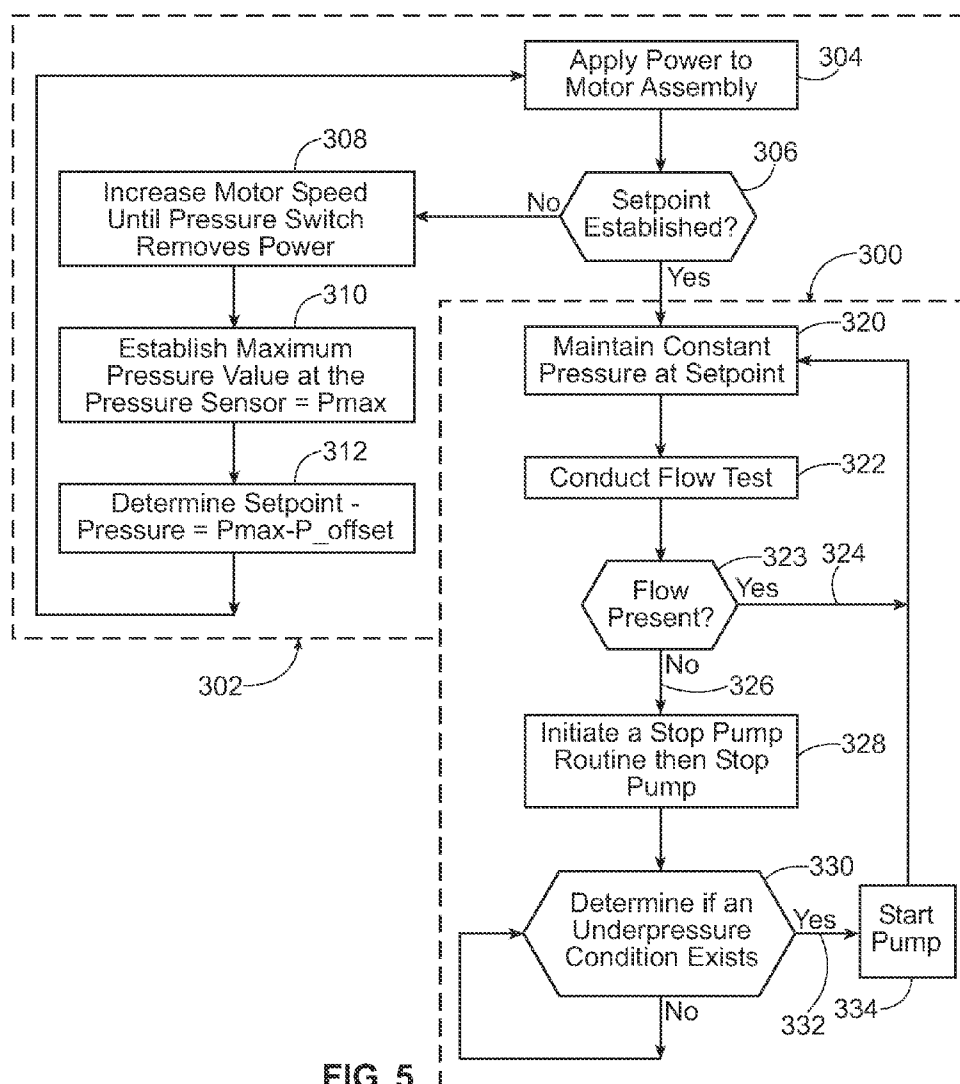 Apply Power to
Motor Assembly
304
306
Setpoint
Established?
No
Yes
308
Increase Motor Speed
Until Pressure Switch
Removes Power
310
Establish Maximum
Pressure Value at the
Pressure Sensor = Pmax
312
Determine Setpoint -
Pressure = Pmax-P_offset
302
300
320
Maintain Constant
Pressure at Setpoint
Conduct Flow Test
322
323
Flow
Present?
Yes
324
No
326
Initiate a Stop Pump
Routine then Stop
Pump
328
330
Determine if an
Underpressure
Condition Exists
Yes
332
Start
Pump
334
No
FIG. 5